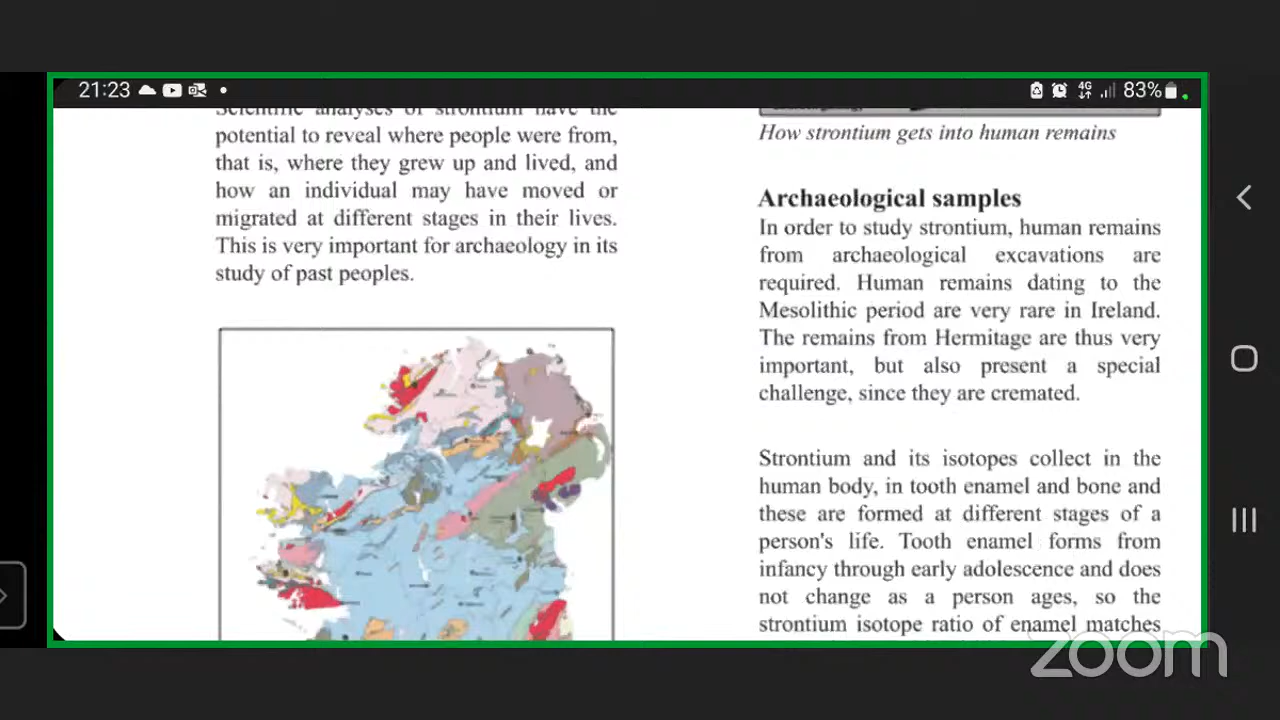 21:23
4G
83%
Scientific analyses of strontium have the
potential to reveal where people were from,
that is, where they grew up and lived, and
how an individual may have moved or
migrated at different stages in their lives.
This is very important for archaeology in its
study of past peoples.
How strontium gets into human remains
Archaeological samples
In order to study strontium, human remains
from archaeological excavations are
required. Human remains dating to the
Mesolithic period are very rare in Ireland.
The remains from Hermitage are thus very
important, but also present a special
challenge, since they are cremated.
Strontium and its isotopes collect in the
human body, in tooth enamel and bone and
these are formed at different stages of a
person's life. Tooth enamel forms from
infancy through early adolescence and does
not change as a person ages, so the
strontium isotope ratio of enamel matches
zoom